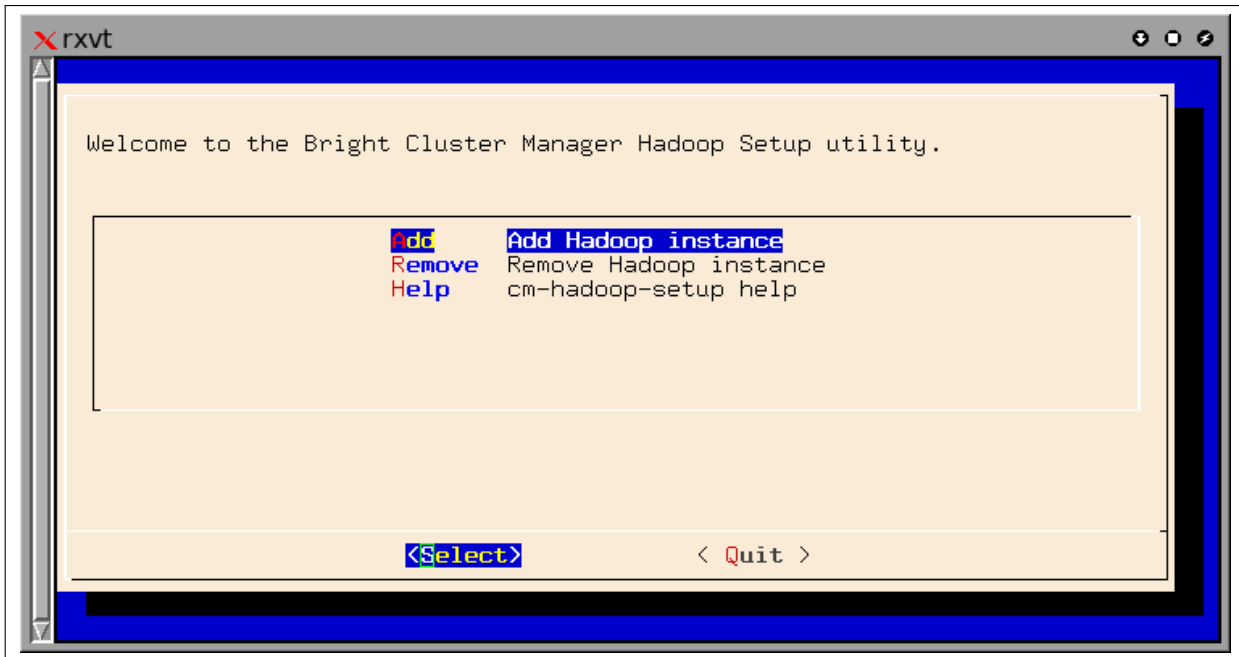 rxvt
Welcome to the Bright Cluster Manager Hadoop Setup utility.
Add Add Hadoop instance
Remove Remove Hadoop instance
Help cm-hadoop-setup help
<Select> < Quit >